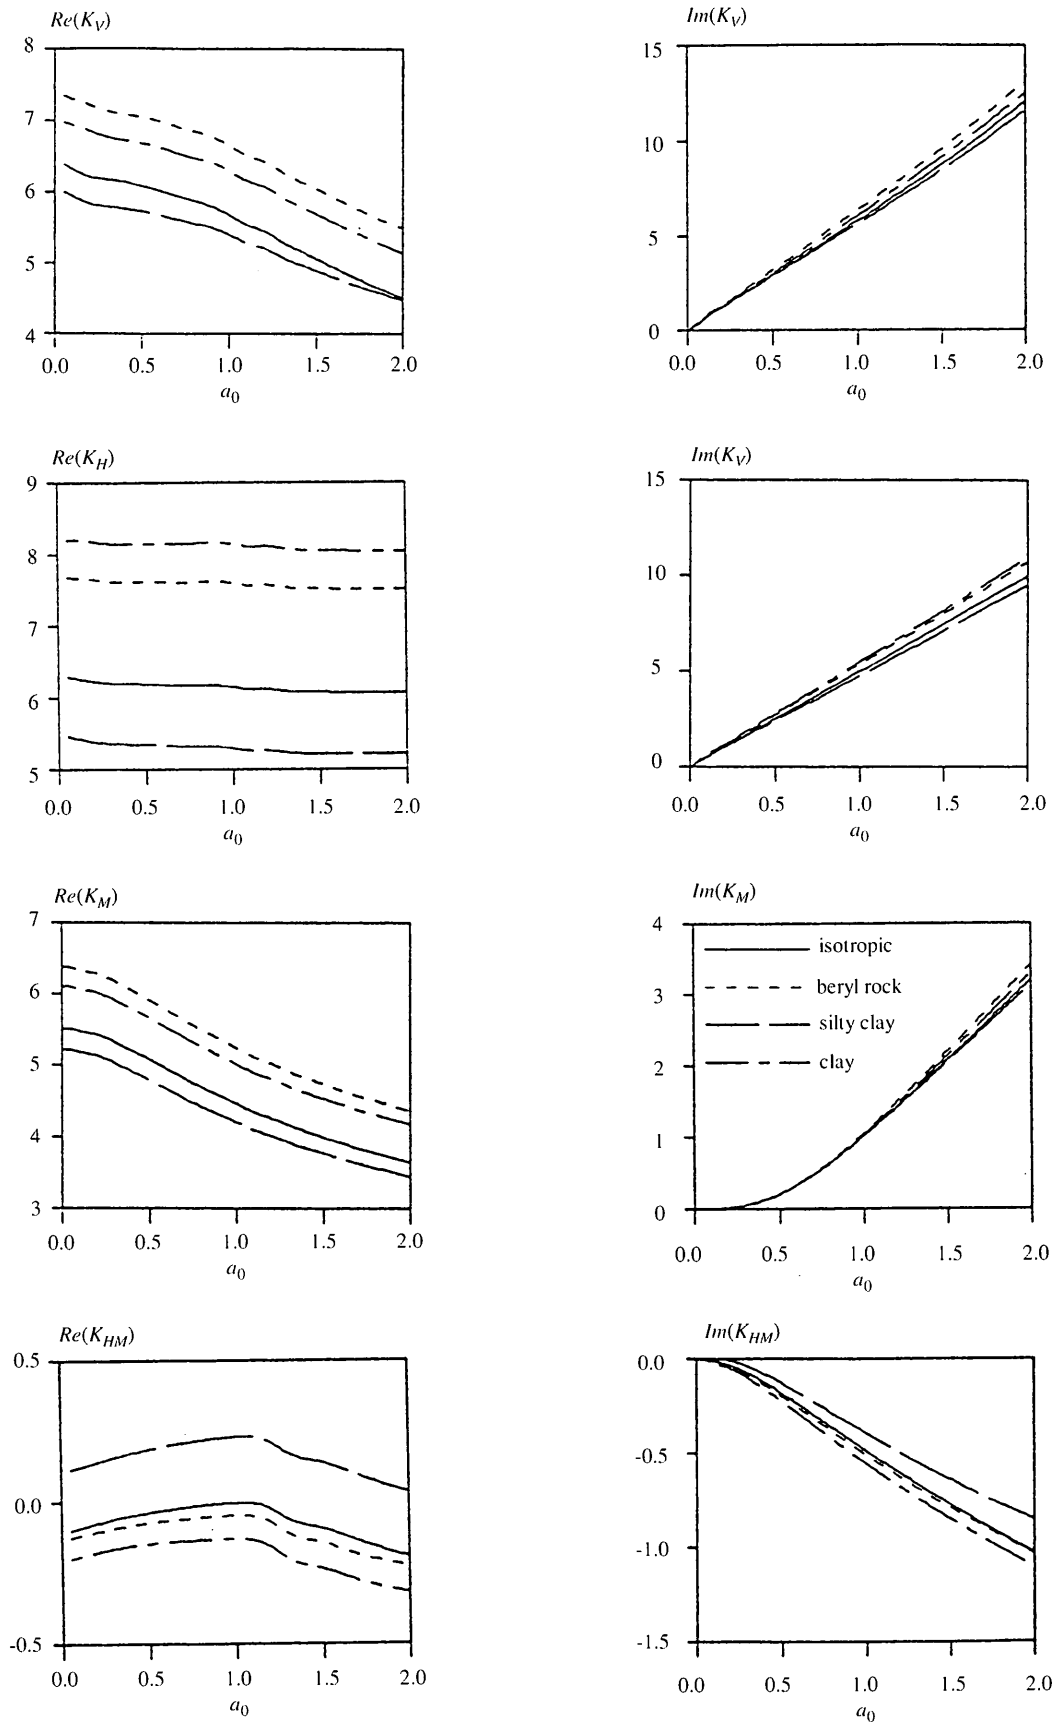 Re(K_V)
8
7
6
5
4
0.0 0.5 1.0 1.5 2.0
a_0
Im(K_V)
15
10
5
0
0.0 0.5 1.0 1.5 2.0
a_0
Re(K_H)
9
8
7
6
5
0.0 0.5 1.0 1.5 2.0
a_0
Im(K_V)
15
10
5
0
0.0 0.5 1.0 1.5 2.0
a_0
Re(K_M)
7
6
5
4
3
0.0 0.5 1.0 1.5 2.0
a_0
Im(K_M)
4
3
2
1
0
isotropic
beryl rock
silty clay
clay
0.0 0.5 1.0 1.5 2.0
a_0
Re(K_HM)
0.5
0.0
-0.5
0.0 0.5 1.0 1.5 2.0
a_0
Im(K_HM)
0.0
-0.5
-1.0
-1.5
0.0 0.5 1.0 1.5 2.0
a_0